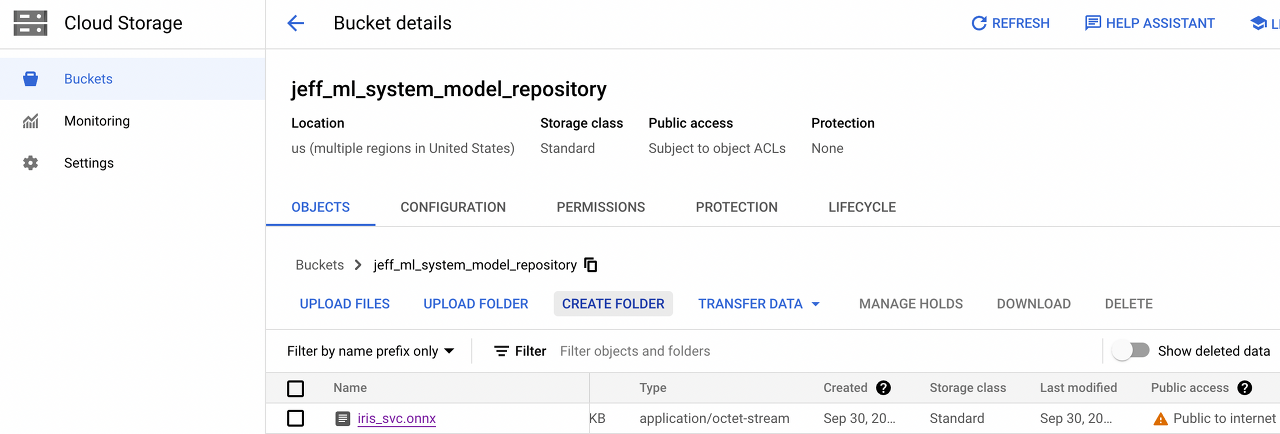 Cloud Storage
Bucket details
REFRESH
HELP ASSISTANT
Buckets
Monitoring
Settings
jeff_ml_system_model_repository
Location Storage class Public access Protection
us (multiple regions in United States) Standard Subject to object ACLs None
OBJECTS CONFIGURATION PERMISSIONS PROTECTION LIFECYCLE
Buckets > jeff_ml_system_model_repository
UPLOAD FILES UPLOAD FOLDER CREATE FOLDER TRANSFER DATA MANAGE HOLDS DOWNLOAD DELETE
Filter by name prefix only Filter Filter objects and folders Show deleted data
Name Type Created ? Storage class Last modified Public access ?
iris_svc.onnx KB application/octet-stream Sep 30, 20... Standard Sep 30, 20... Public to internet